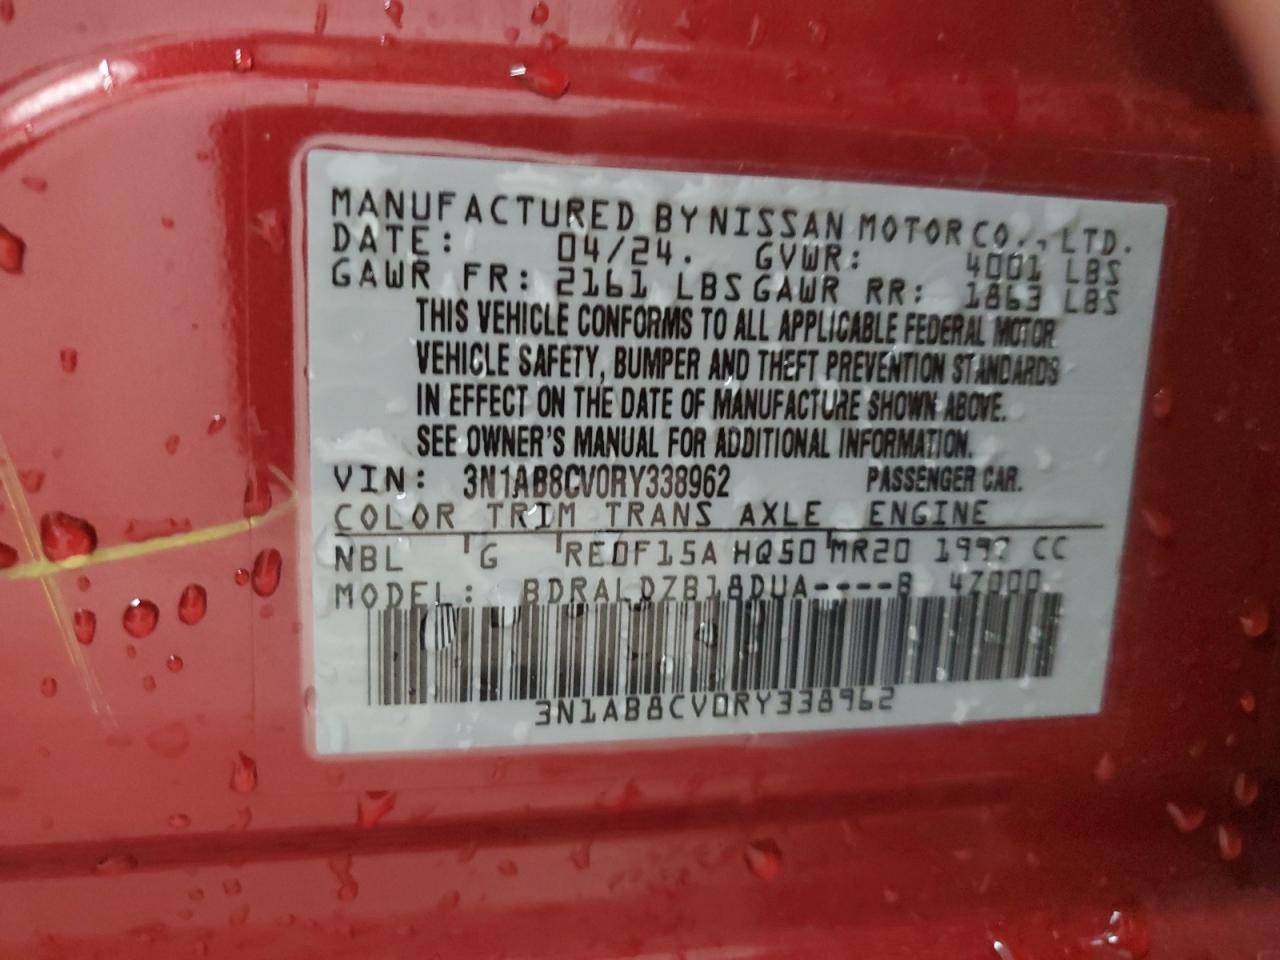 MANUFACTURED BY NISSAN MOTOR CO., LTD.
DATE: 04/24. GVWR: 4001 LBS
GAWR FR: 2161 LBS GAWR RR: 1863 LBS
THIS VEHICLE CONFORMS TO ALL APPLICABLE FEDERAL MOTOR
VEHICLE SAFETY, BUMPER AND THEFT PREVENTION STANDARDS
IN EFFECT ON THE DATE OF MANUFACTURE SHOWN ABOVE.
SEE OWNER'S MANUAL FOR ADDITIONAL INFORMATION.
VIN: 3N1AB8CV0RY338962 PASSENGER CAR.
COLOR TRIM TRANS AXLE ENGINE
NBL G RE0F15A HQ50 MR20 1997 CC
MODEL: BDRALDZB18DUA----B 4Z000
3N1AB8CV0RY338962